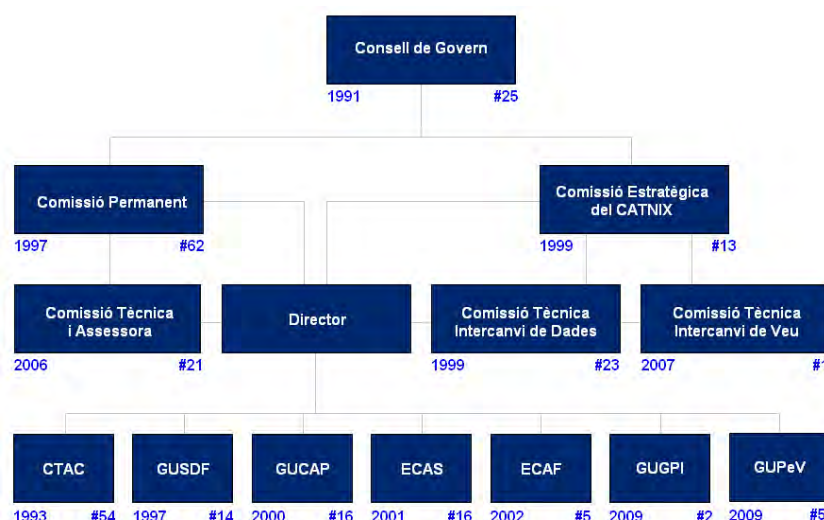 Consell de Govern
1991 #25
Comissió Permanent
1997 #62
Comissió Estratègica
del CATNIX
1999 #13
Comissió Tècnica
i Assessora
2006 #21
Director
Comissió Tècnica
Intercanvi de Dades
1999 #23
Comissió Tècnica
Intercanvi de Veu
2007 #1
CTAC
1993 #54
GUSDF
1997 #14
GUCAP
2000 #16
ECAS
2001 #16
ECAF
2002 #5
GUGPI
2009 #2
GUPeV
2009 #5